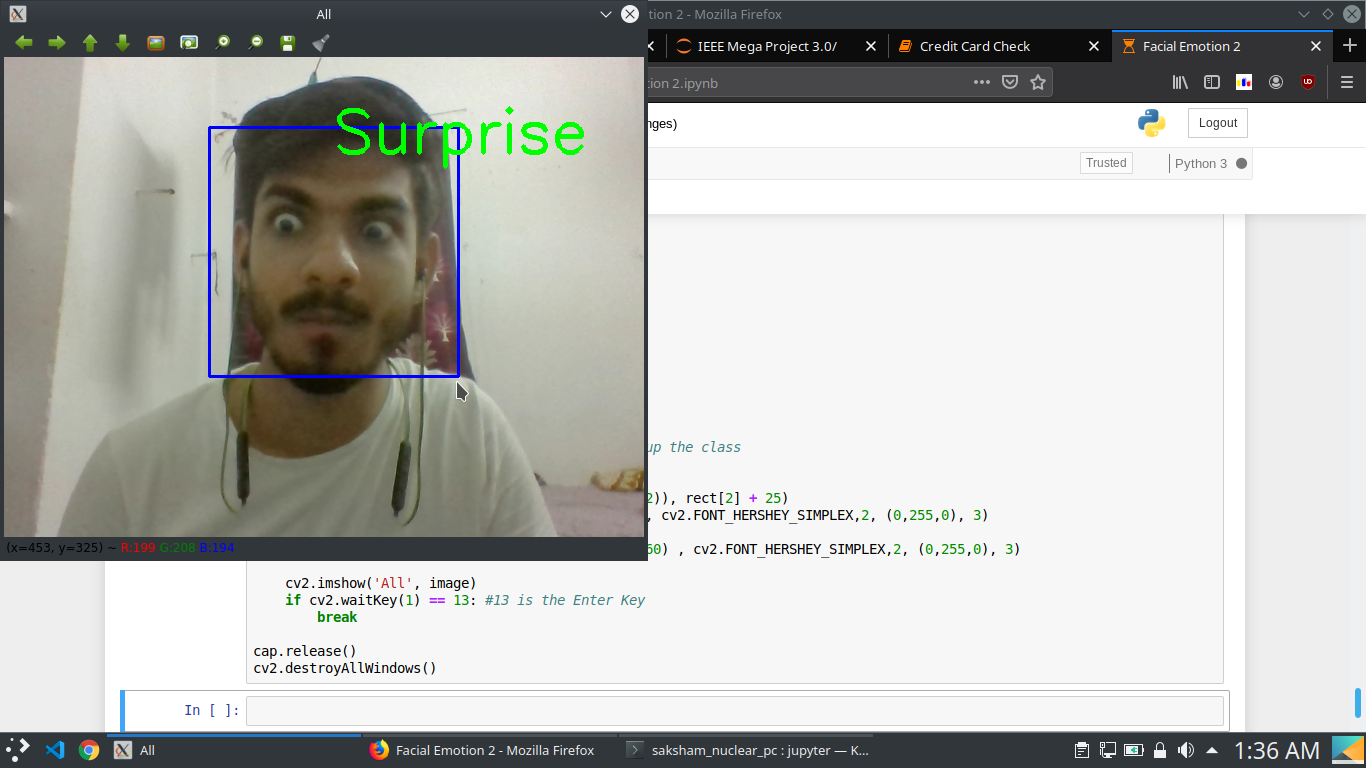 All
tion 2 - Mozilla Firefox
IEEE Mega Project 3.0/
Credit Card Check
Facial Emotion 2
tion 2.ipynb
nges)
Logout
Trusted
Python 3
Surprise
up the class
2)), rect[2] + 25)
, cv2.FONT_HERSHEY_SIMPLEX,2, (0,255,0), 3)
60) , cv2.FONT_HERSHEY_SIMPLEX,2, (0,255,0), 3)
(x=453, y=325) ~ R:199 G:208 B:194
cv2.imshow('All', image)
if cv2.waitKey(1) == 13: #13 is the Enter Key
break
cap.release()
cv2.destroyAllWindows()
In [ ]:
All
Facial Emotion 2 - Mozilla Firefox
saksham_nuclear_pc : jupyter — K...
1:36 AM